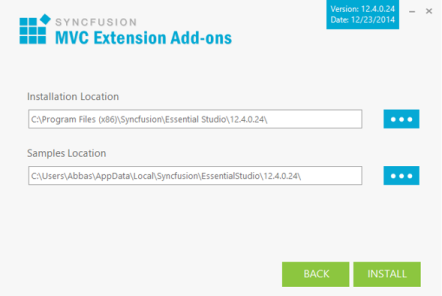 SYNCFUSION
MVC Extension Add-ons
Version: 12.4.0.24
Date: 12/23/2014
Installation Location
C:\Program Files (x86)\Syncfusion\Essential Studio\12.4.0.24\
Samples Location
C:\Users\Abbas\AppData\Local\Syncfusion\EssentialStudio\12.4.0.24\
BACK
INSTALL